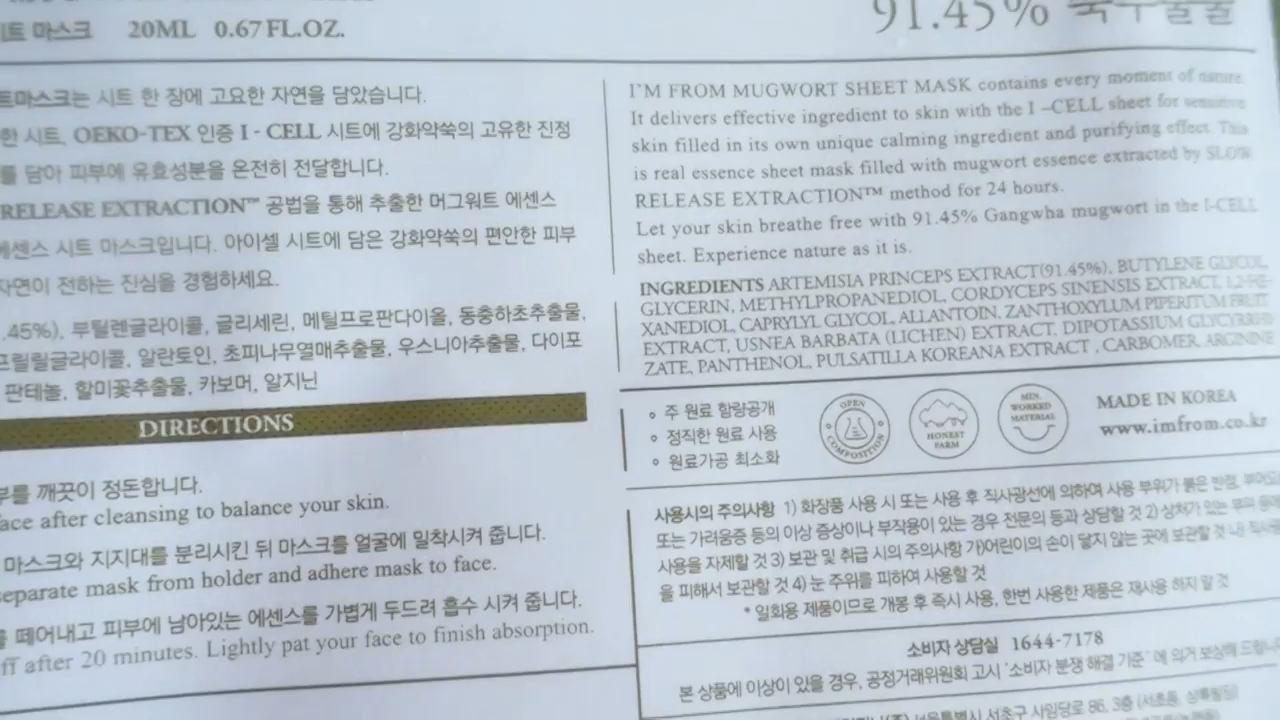 트 마스크 20ML 0.67 FL.OZ.
91.45%
트마스크는 시트 한 장에 고요한 자연을 담았습니다.
한 시트, OEKO-TEX 인증 I - CELL 시트에 강화약쑥의 고유한 진정
를 담아 피부에 유효성분을 온전히 전달합니다.
RELEASE EXTRACTION™ 공법을 통해 추출한 머그워트 에센스
에센스 시트 마스크입니다. 아이셀 시트에 담은 강화약쑥의 편안한 피부
자연이 전하는 진심을 경험하세요.
.45%), 부틸렌글라이콜, 글리세린, 메틸프로판다이올, 동충하초추출물,
프릴릴글라이콜, 알란토인, 초피나무열매추출물, 우스니아추출물, 다이포
판테놀, 할미꽃추출물, 카보머, 알지닌
DIRECTIONS
부를 깨끗이 정돈합니다.
ace after cleansing to balance your skin.
마스크와 지지대를 분리시킨 뒤 마스크를 얼굴에 밀착시켜 줍니다.
separate mask from holder and adhere mask to face.
를 떼어내고 피부에 남아있는 에센스를 가볍게 두드려 흡수 시켜 줍니다.
ff after 20 minutes. Lightly pat your face to finish absorption.
I'M FROM MUGWORT SHEET MASK contains every moment of nature.
It delivers effective ingredient to skin with the I -CELL sheet for sensitive
skin filled in its own unique calming ingredient and purifying effect. This
is real essence sheet mask filled with mugwort essence extracted by SLOW
RELEASE EXTRACTION™ method for 24 hours.
Let your skin breathe free with 91.45% Gangwha mugwort in the I-CELL
sheet. Experience nature as it is.
INGREDIENTS ARTEMISIA PRINCEPS EXTRACT(91.45%), BUTYLENE GLYCOL,
GLYCERIN, METHYLPROPANEDIOL, CORDYCEPS SINENSIS EXTRACT, 1,2-HE-
XANEDIOL, CAPRYLYL GLYCOL, ALLANTOIN, ZANTHOXYLUM PIPERITUM FRUIT
EXTRACT, USNEA BARBATA (LICHEN) EXTRACT, DIPOTASSIUM GLYCYRRHI-
ZATE, PANTHENOL, PULSATILLA KOREANA EXTRACT , CARBOMER, ARGININE
주 원료 함량공개
정직한 원료 사용
원료가공 최소화
OPEN COMPOSITION
HONEST FARM
MIN. WORKED MATERIAL
MADE IN KOREA
www.imfrom.co.kr
사용시의 주의사항 1) 화장품 사용 시 또는 사용 후 직사광선에 의하여 사용 부위가 붉은 반점, 부어오
또는 가려움증 등의 이상 증상이나 부작용이 있는 경우 전문의 등과 상담할 것 2) 상처가 있는 부위 등에
사용을 자제할 것 3) 보관 및 취급 시의 주의사항 가)어린이의 손이 닿지 않는 곳에 보관할 것 나) 직사광
을 피해서 보관할 것 4) 눈 주위를 피하여 사용할 것
* 일회용 제품이므로 개봉 후 즉시 사용, 한번 사용한 제품은 재사용 하지 말 것
소비자 상담실 1644-7178
본 상품에 이상이 있을 경우, 공정거래위원회 고시 '소비자 분쟁 해결 기준' 에 의거 보상해 드립니다
서울특별시 서초구 사임당로 86, 3층 (서초동,